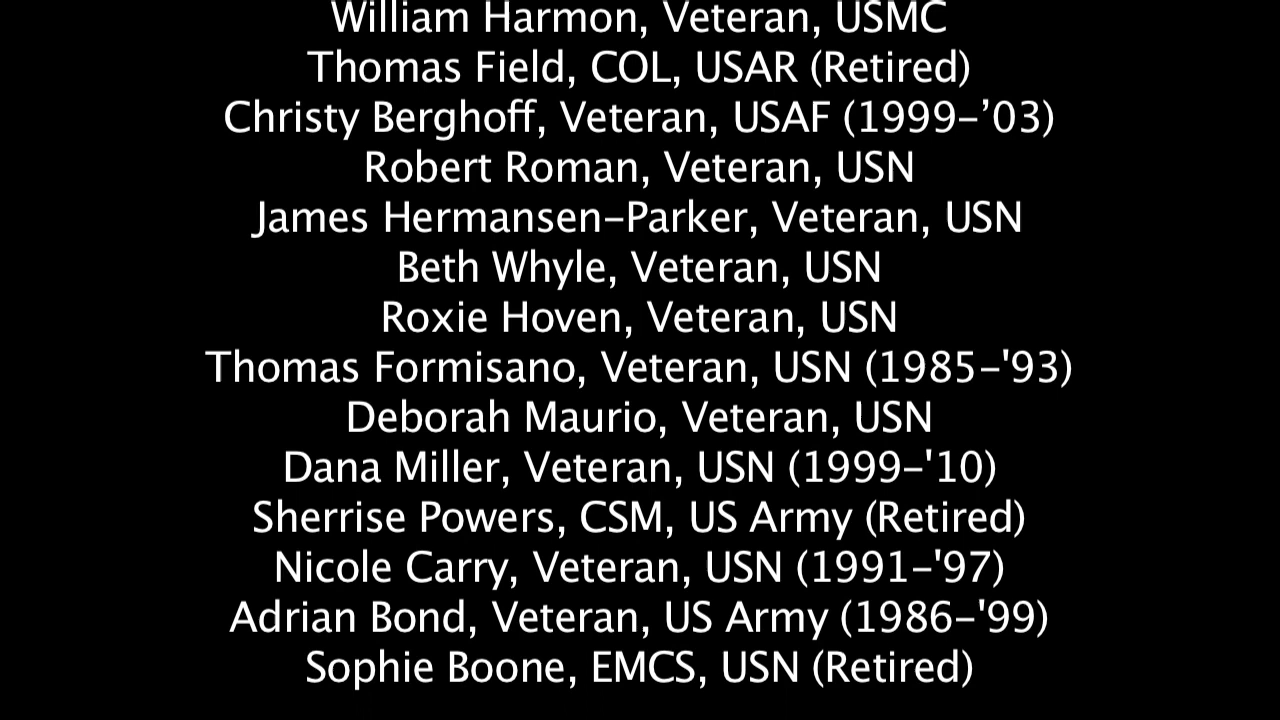 William Harmon, Veteran, USMC
Thomas Field, COL, USAR (Retired)
Christy Berghoff, Veteran, USAF (1999–’03)
Robert Roman, Veteran, USN
James Hermansen–Parker, Veteran, USN
Beth Whyle, Veteran, USN
Roxie Hoven, Veteran, USN
Thomas Formisano, Veteran, USN (1985–'93)
Deborah Maurio, Veteran, USN
Dana Miller, Veteran, USN (1999–'10)
Sherrise Powers, CSM, US Army (Retired)
Nicole Carry, Veteran, USN (1991–'97)
Adrian Bond, Veteran, US Army (1986–'99)
Sophie Boone, EMCS, USN (Retired)